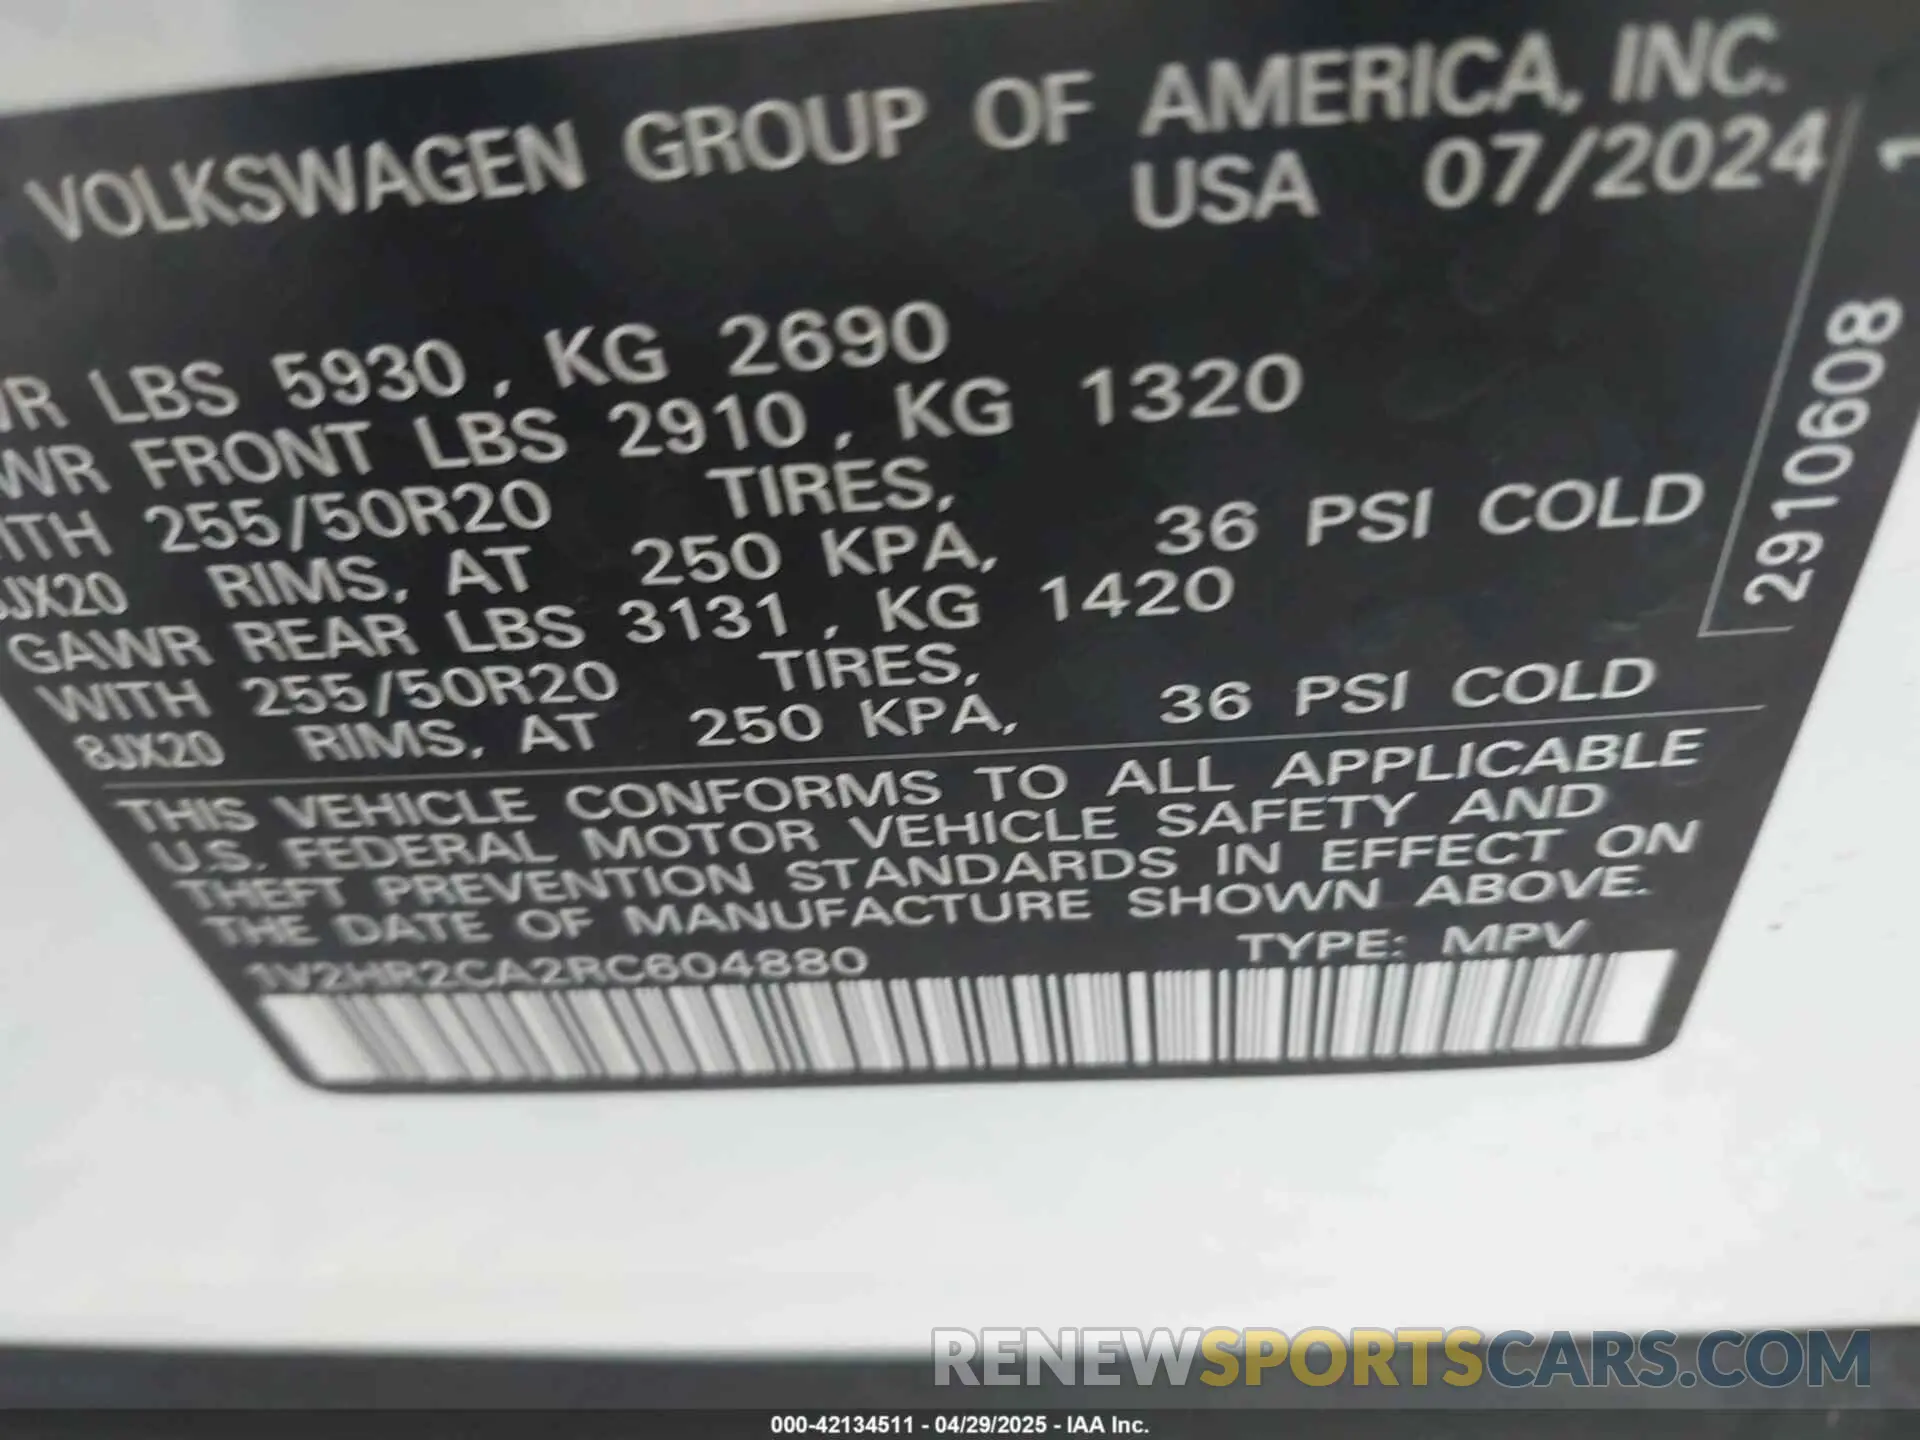 VOLKSWAGEN GROUP OF AMERICA, INC.
USA 07/2024
LBS 5930, KG 2690
FRONT LBS 2910, KG 1320
255/50R20 TIRES,
RIMS, AT 250 KPA, 36 PSI COLD
GAWR REAR LBS 3131, KG 1420
WITH 255/50R20 TIRES,
8JX20 RIMS, AT 250 KPA, 36 PSI COLD
THIS VEHICLE CONFORMS TO ALL APPLICABLE
U.S. FEDERAL MOTOR VEHICLE SAFETY AND
THEFT PREVENTION STANDARDS IN EFFECT ON
THE DATE OF MANUFACTURE SHOWN ABOVE.
1V2HR2CA2RC604880 TYPE: MPV
2910608
1
RENEWSPORTSCARS.COM
000-42134511 - 04/29/2025 - IAA Inc.